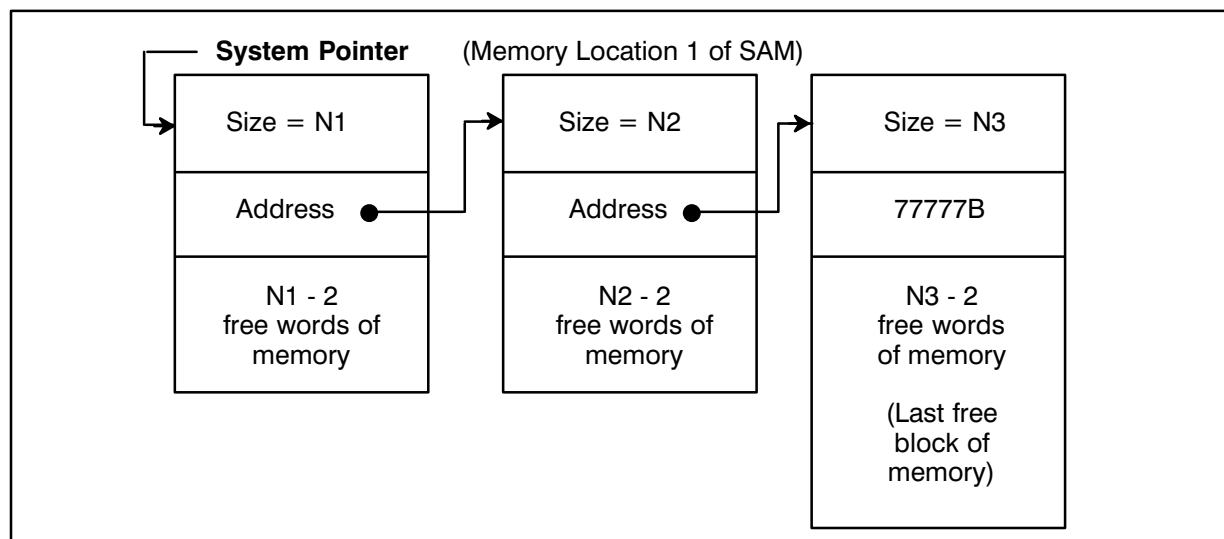 System Pointer (Memory Location 1 of SAM)
Size = N1
Address
N1 - 2
free words of
memory
Size = N2
Address
N2 - 2
free words of
memory
Size = N3
77777B
N3 - 2
free words
of memory
(Last free
block of
memory)